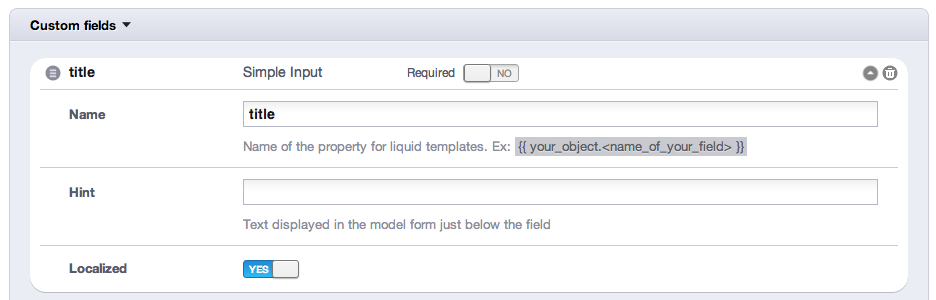 Custom fields
title Simple Input Required NO
Name title
Name of the property for liquid templates. Ex: {{ your_object.<name_of_your_field> }}
Hint
Text displayed in the model form just below the field
Localized YES